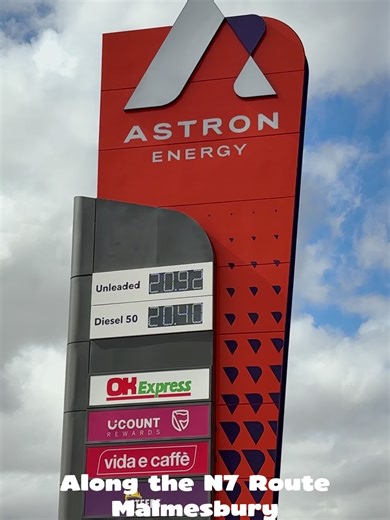 ASTRON
ENERGY
Unleaded 20.92
Diesel 50 20.40
OK Express
UCOUNT
REWARDS
vida e caffè
Along the N7 Route
Malmesbury